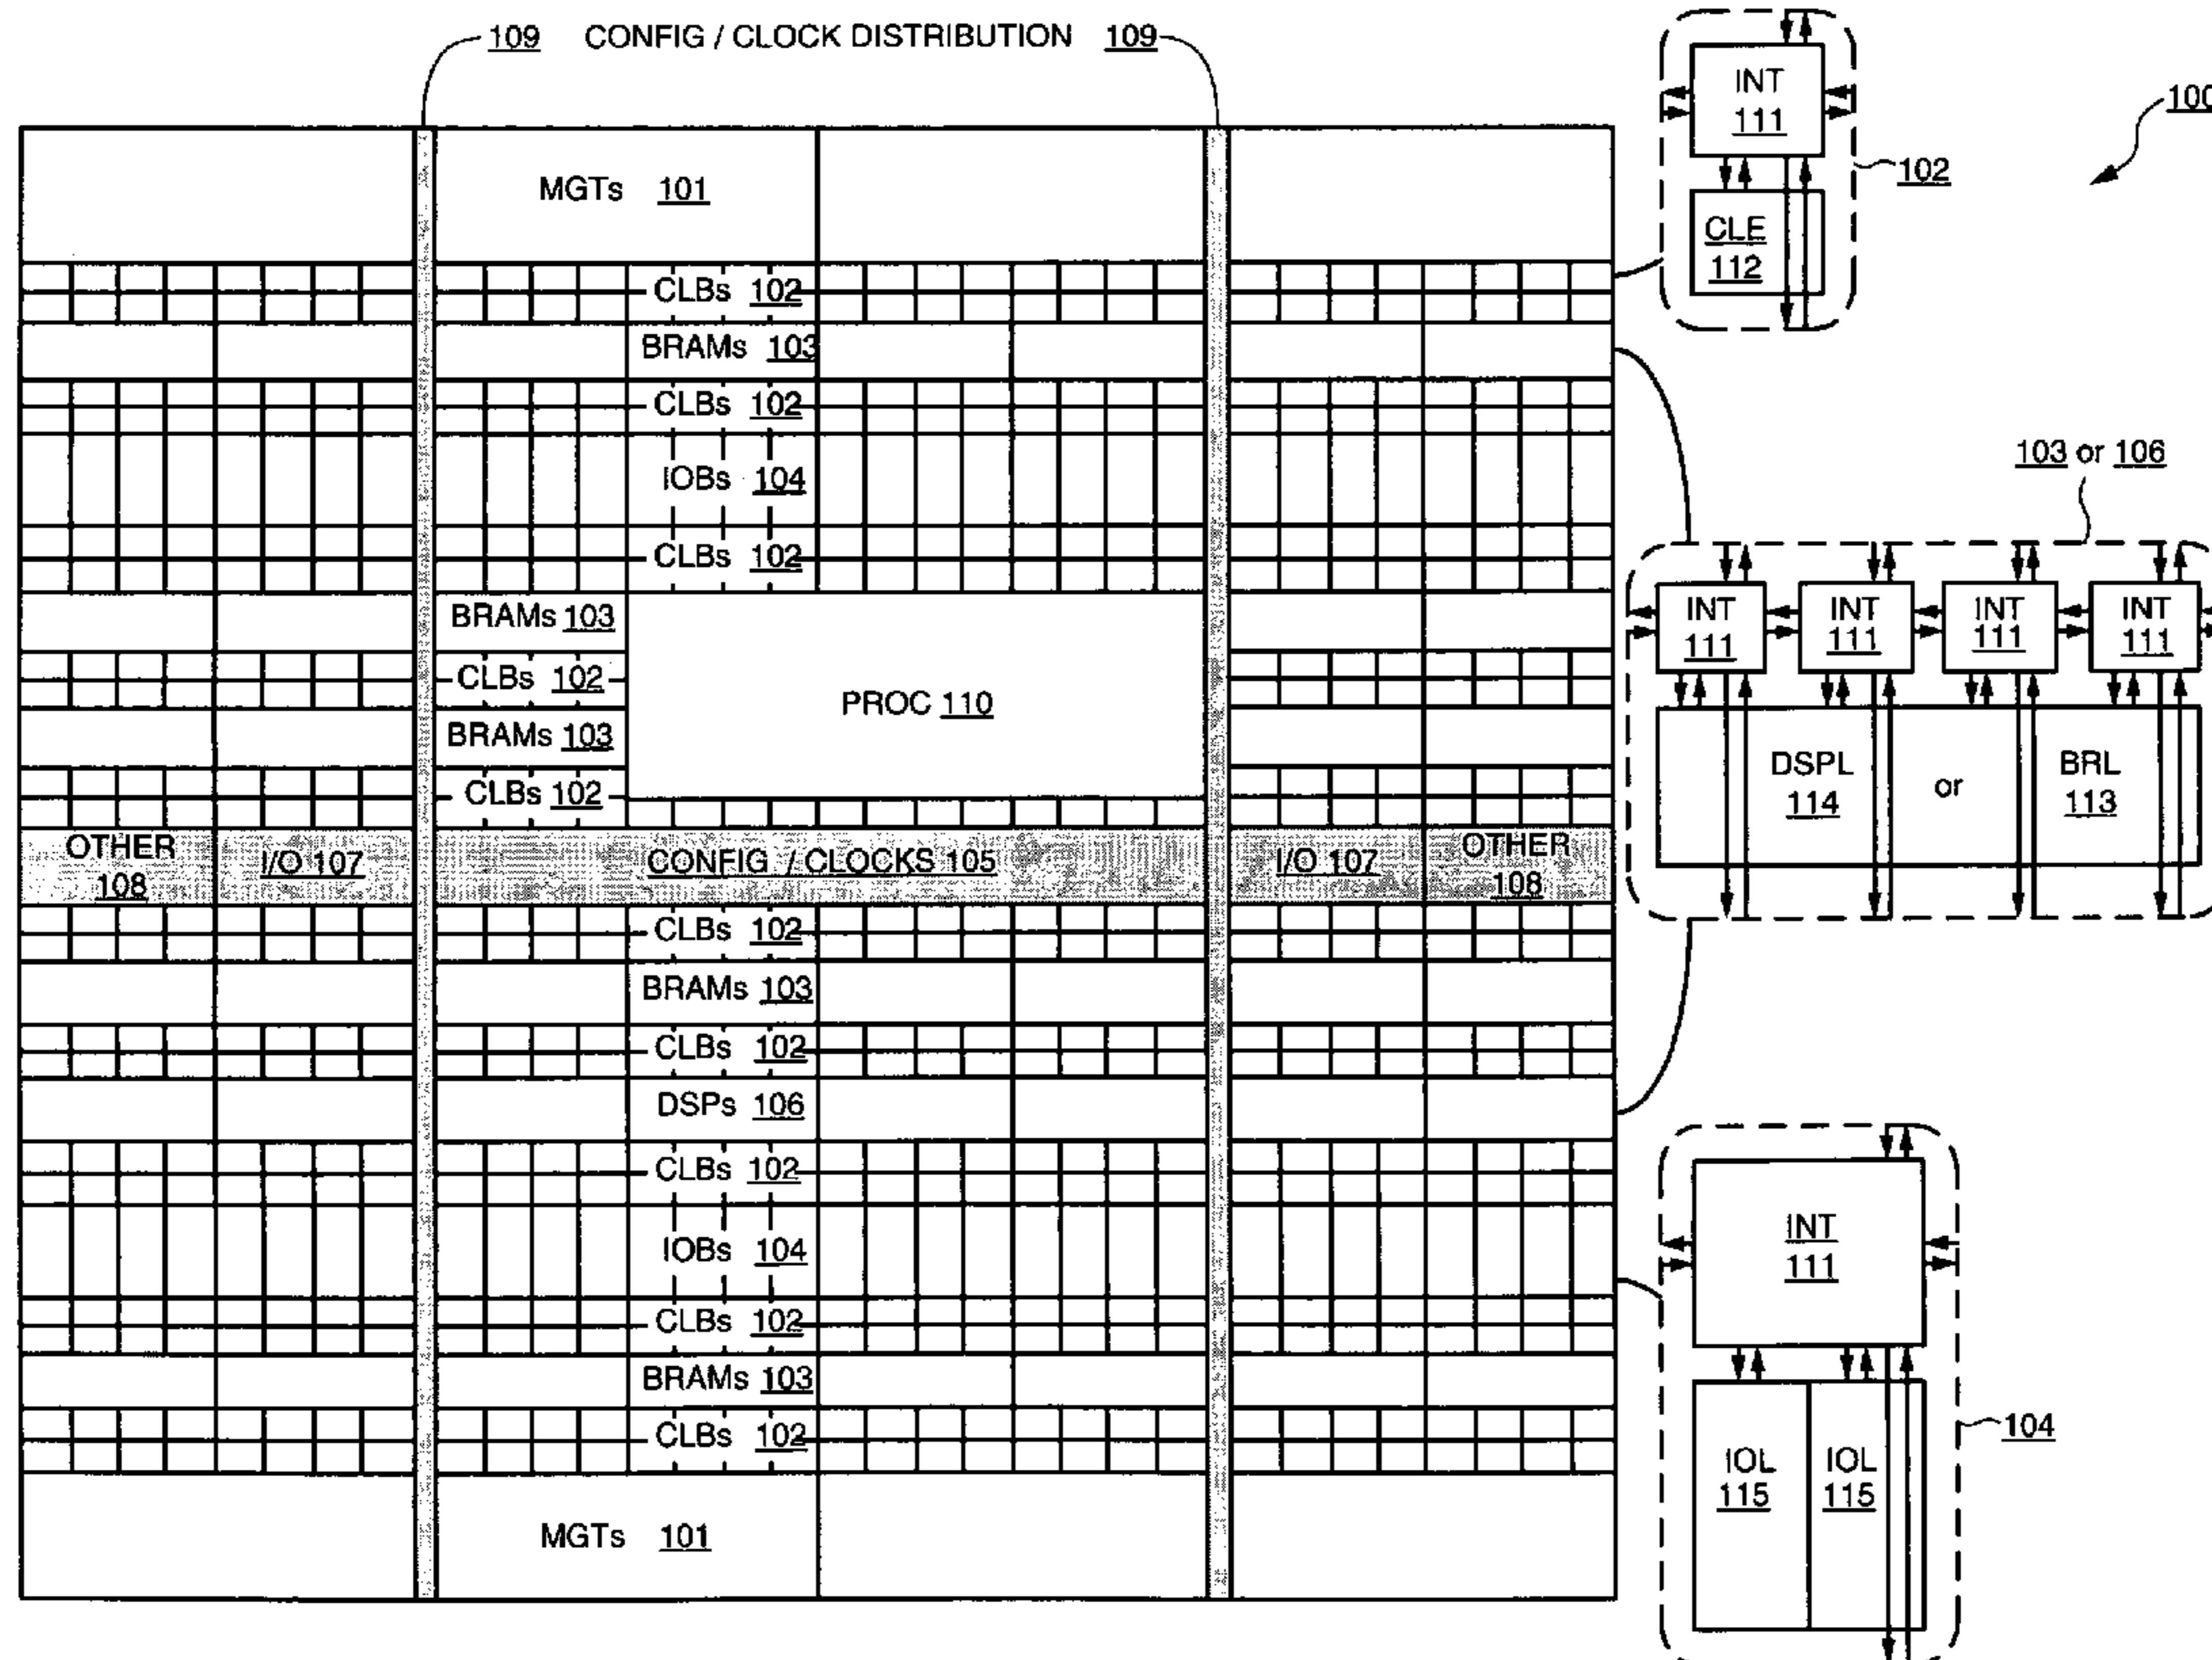 109 CONFIG / CLOCK DISTRIBUTION 109
100
MGTs 101
CLBs 102
BRAMs 103
CLBs 102
IOBs 104
CLBs 102
BRAMs 103
CLBs 102
BRAMs 103
CLBs 102
PROC 110
OTHER
108
I/O 107
CONFIG / CLOCKS 105
I/O 107
OTHER
108
CLBs 102
BRAMs 103
CLBs 102
DSPs 106
CLBs 102
IOBs 104
CLBs 102
BRAMs 103
CLBs 102
MGTs 101
INT
111
CLE
112
102
103 or 106
INT
111
INT
111
INT
111
INT
111
DSPL
114
or
BRL
113
INT
111
IOL
115
IOL
115
104